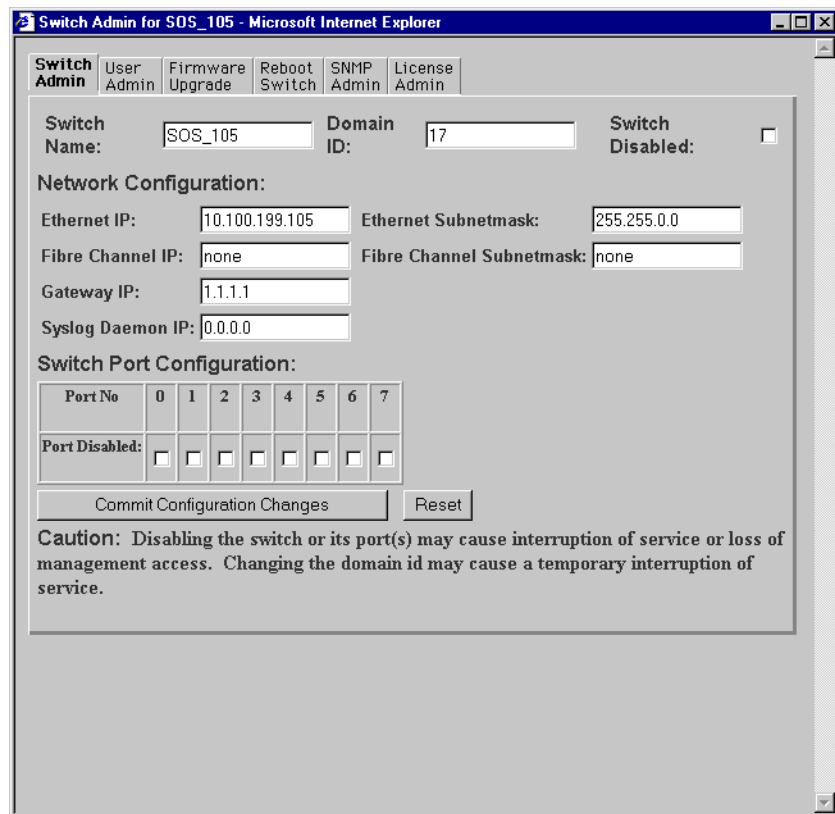 Switch Admin for SOS_105 - Microsoft Internet Explorer
Switch Admin
User Admin
Firmware Upgrade
Reboot Switch
SNMP Admin
License Admin
Switch Name: SOS_105 Domain ID: 17 Switch Disabled:
Network Configuration:
Ethernet IP: 10.100.199.105 Ethernet Subnetmask: 255.255.0.0
Fibre Channel IP: none Fibre Channel Subnetmask: none
Gateway IP: 1.1.1.1
Syslog Daemon IP: 0.0.0.0
Switch Port Configuration:
Port No 0 1 2 3 4 5 6 7
Port Disabled:
Commit Configuration Changes Reset
Caution: Disabling the switch or its port(s) may cause interruption of service or loss of
management access. Changing the domain id may cause a temporary interruption of
service.